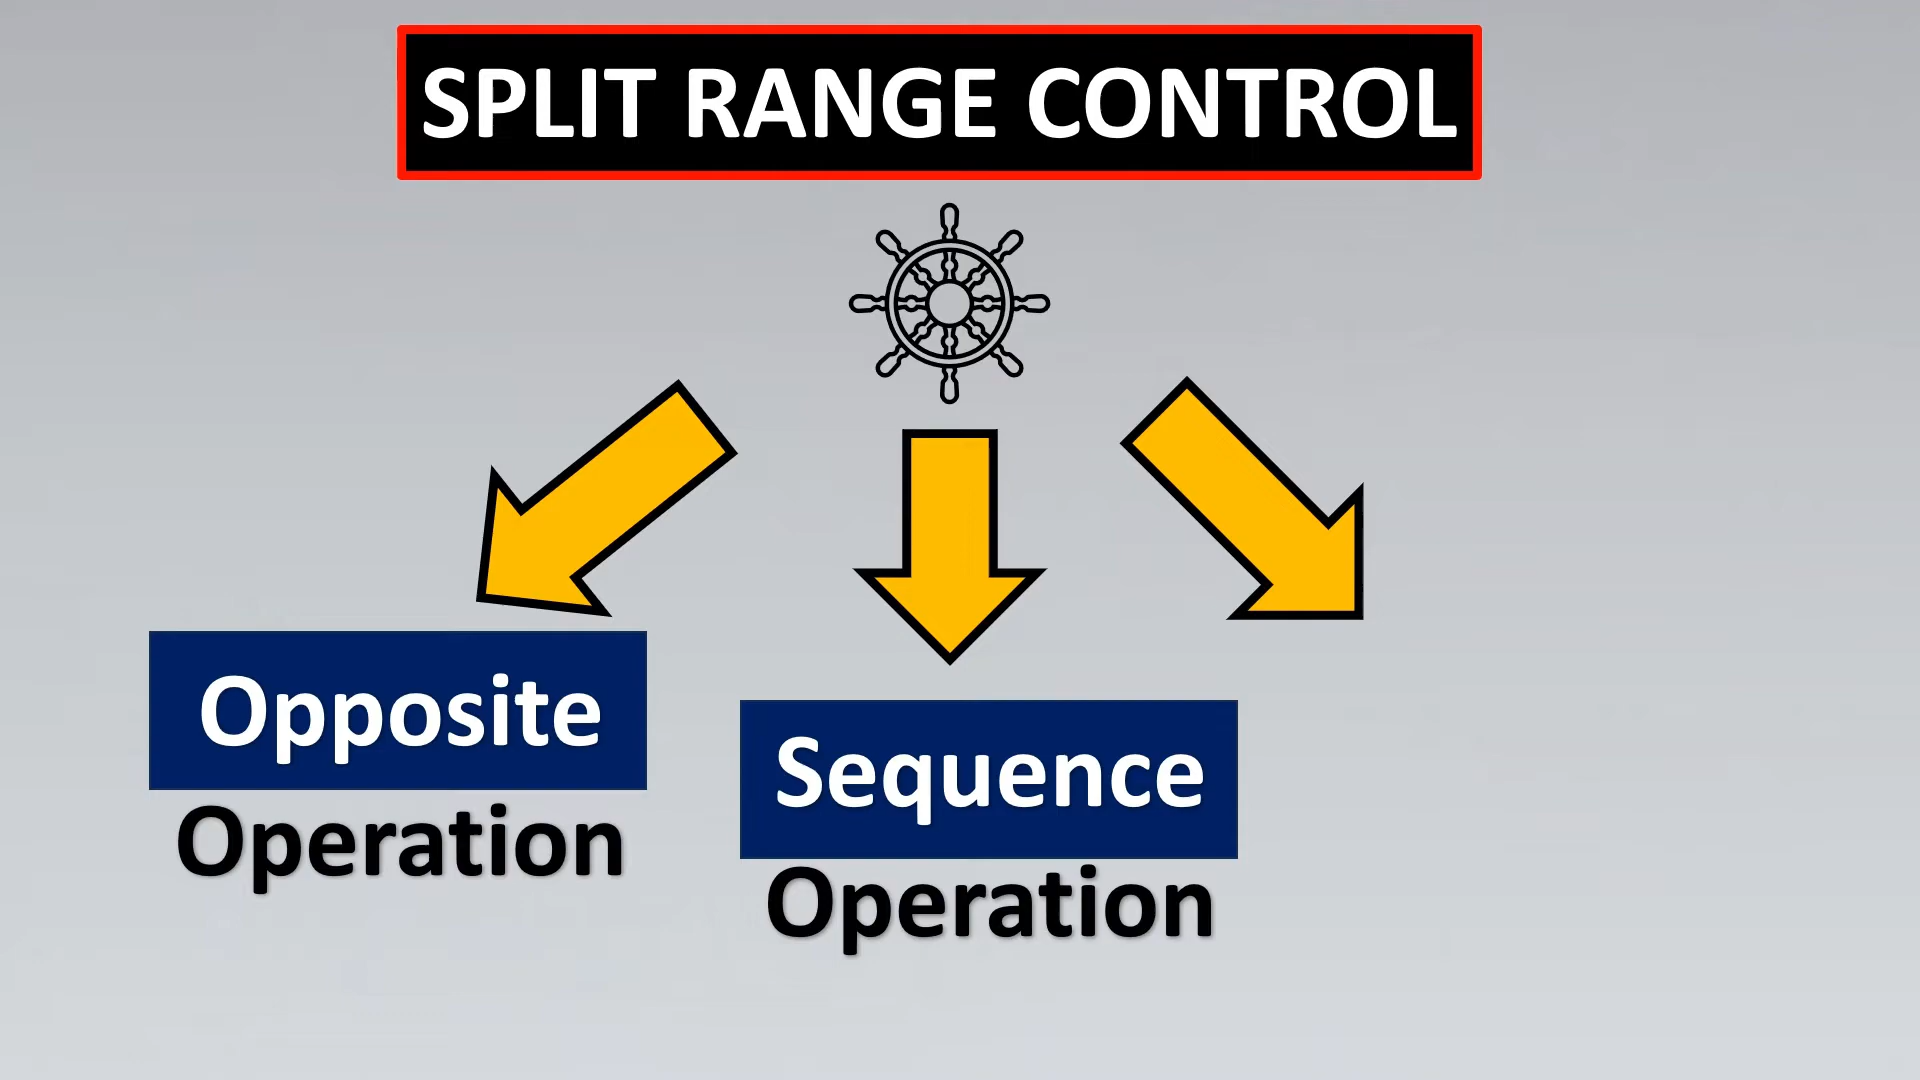 SPLIT RANGE CONTROL
Opposite
Operation
Sequence
Operation